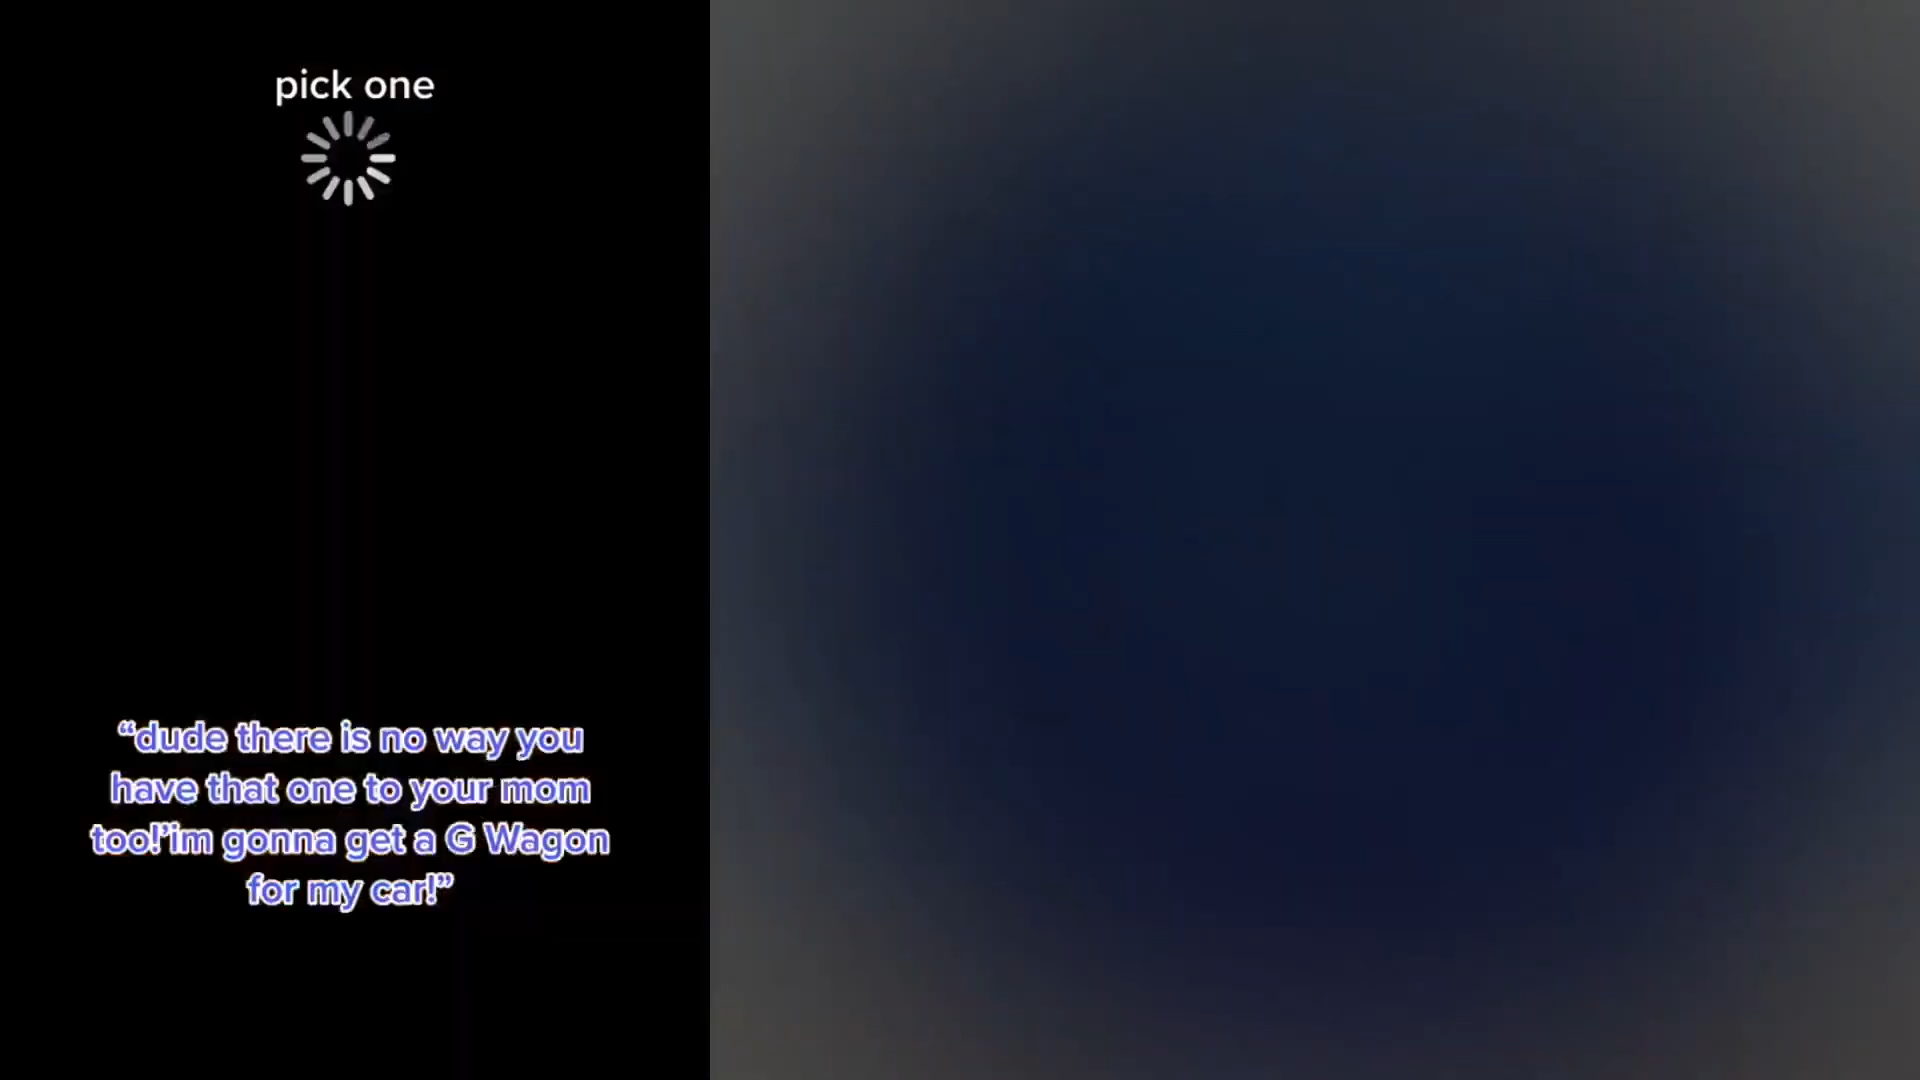 pick one
“dude there is no way you
have that one to your mom
too!’im gonna get a G Wagon
for my car!”